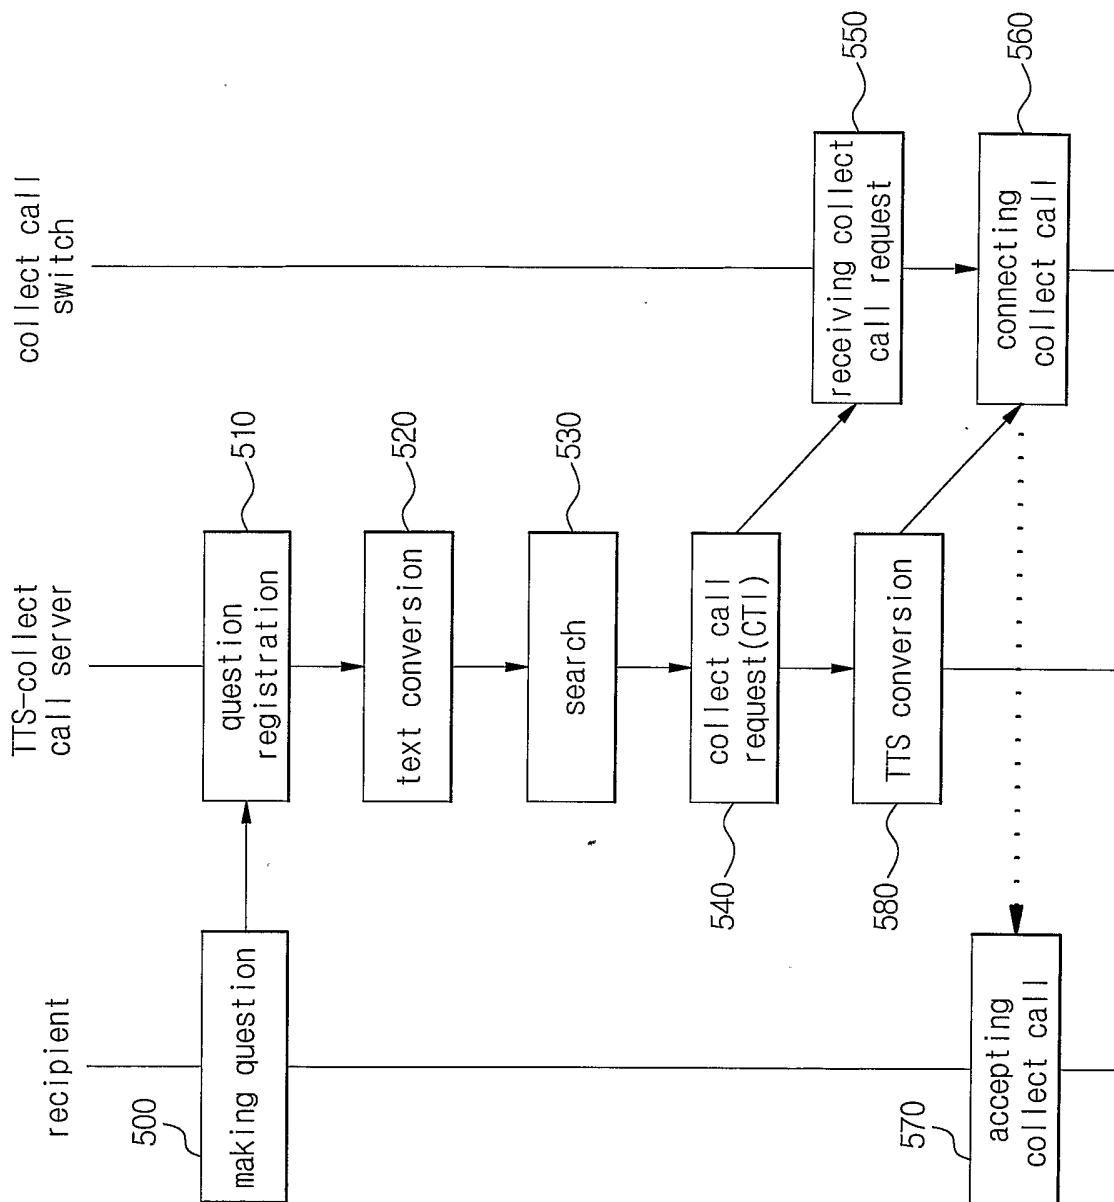 recipient
TTS-collect
call server
collect call
switch
500
making question
question
registration
510
text conversion
520
search
530
540
collect call
request(CTI)
receiving collect
call request
550
580
TTS conversion
connecting
collect call
560
570
accepting
collect call